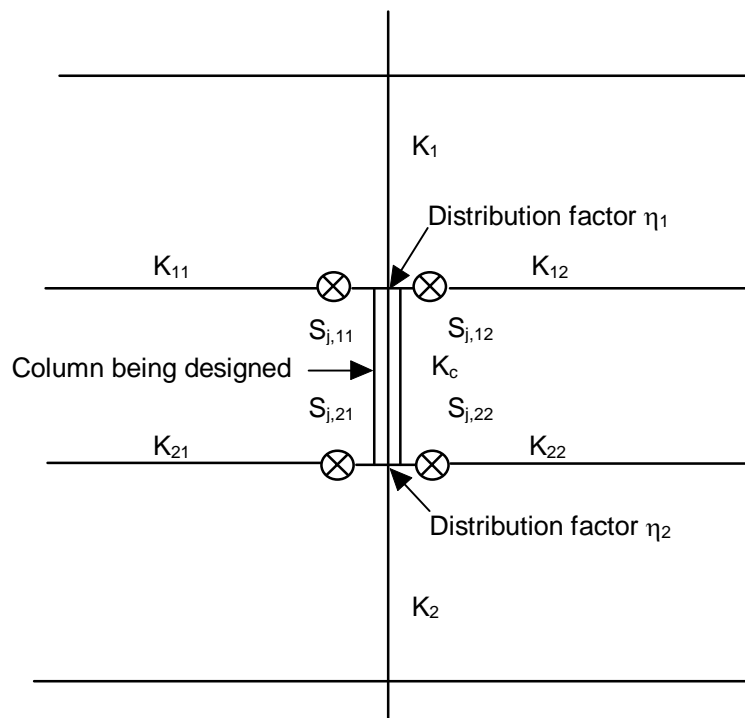 K1
Distribution factor η1
K11
K12
Sj,11
Sj,12
Column being designed
Kc
Sj,21
Sj,22
K21
K22
Distribution factor η2
K2